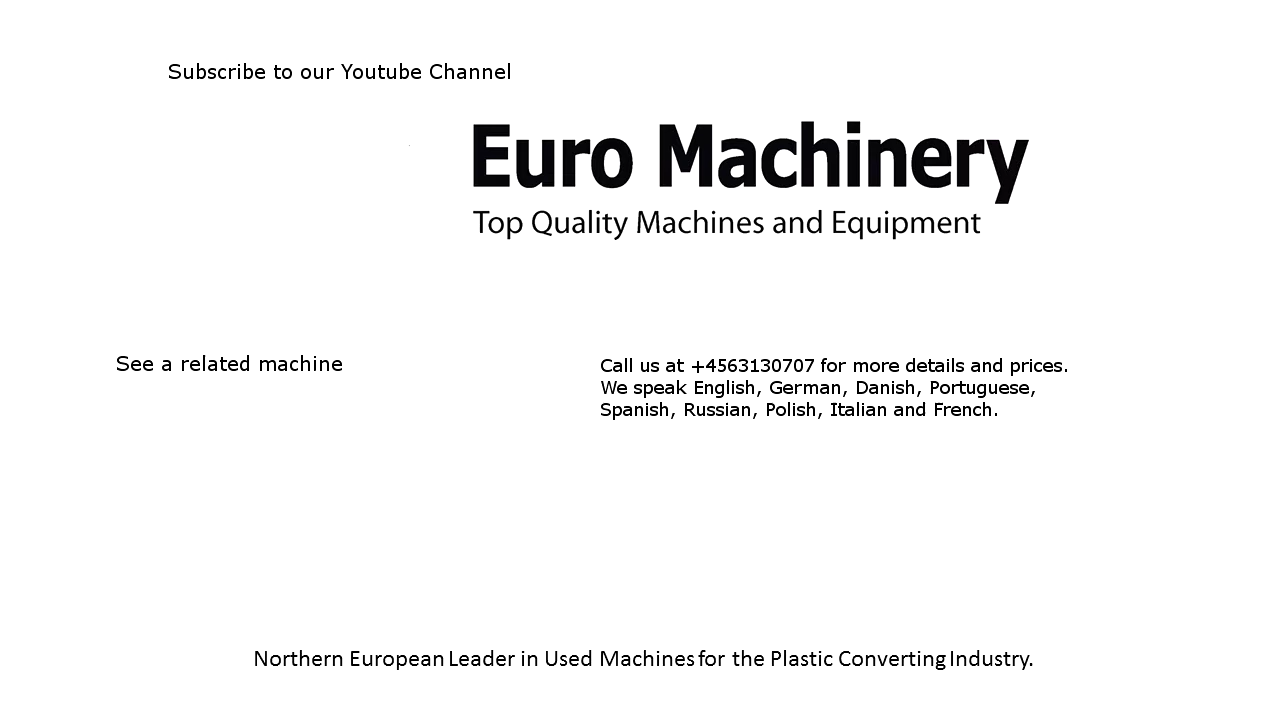 Subscribe to our Youtube Channel
Euro Machinery
Top Quality Machines and Equipment
See a related machine
Call us at +4563130707 for more details and prices.
We speak English, German, Danish, Portuguese,
Spanish, Russian, Polish, Italian and French.
Northern European Leader in Used Machines for the Plastic Converting Industry.